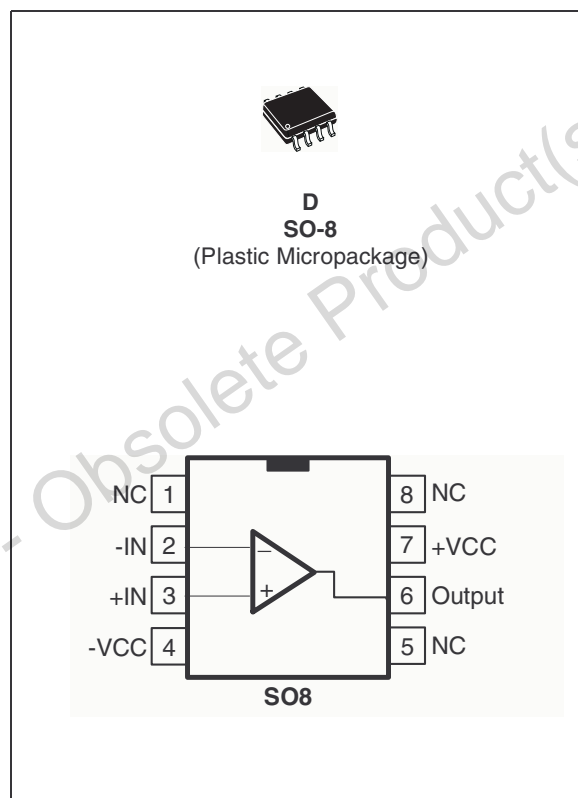 D
SO-8
(Plastic Micropackage)
- Obsolete Product(s
NC 1 8 NC
-IN 2 – 7 +VCC
+IN 3 + 6 Output
-VCC 4 5 NC
SO8